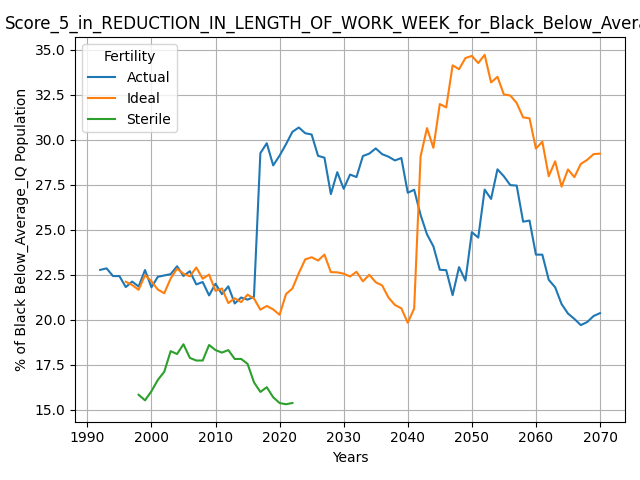 Score_5_in_REDUCTION_IN_LENGTH_OF_WORK_WEEK_for_Black_Below_Avera
% of Black Below_Average_IQ Population
35.0
32.5
30.0
27.5
25.0
22.5
20.0
17.5
15.0
Fertility
Actual
Ideal
Sterile
1990 2000 2010 2020 2030 2040 2050 2060 2070
Years